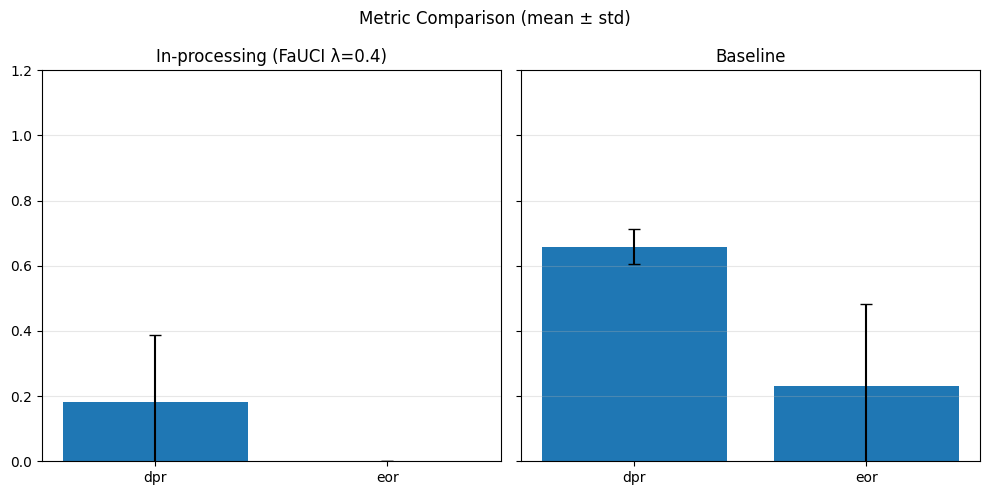 Metric Comparison (mean ± std)
In-processing (FaUCI λ=0.4)
Baseline
1.2
1.0
0.8
0.6
0.4
0.2
0.0
dpr
eor
dpr
eor